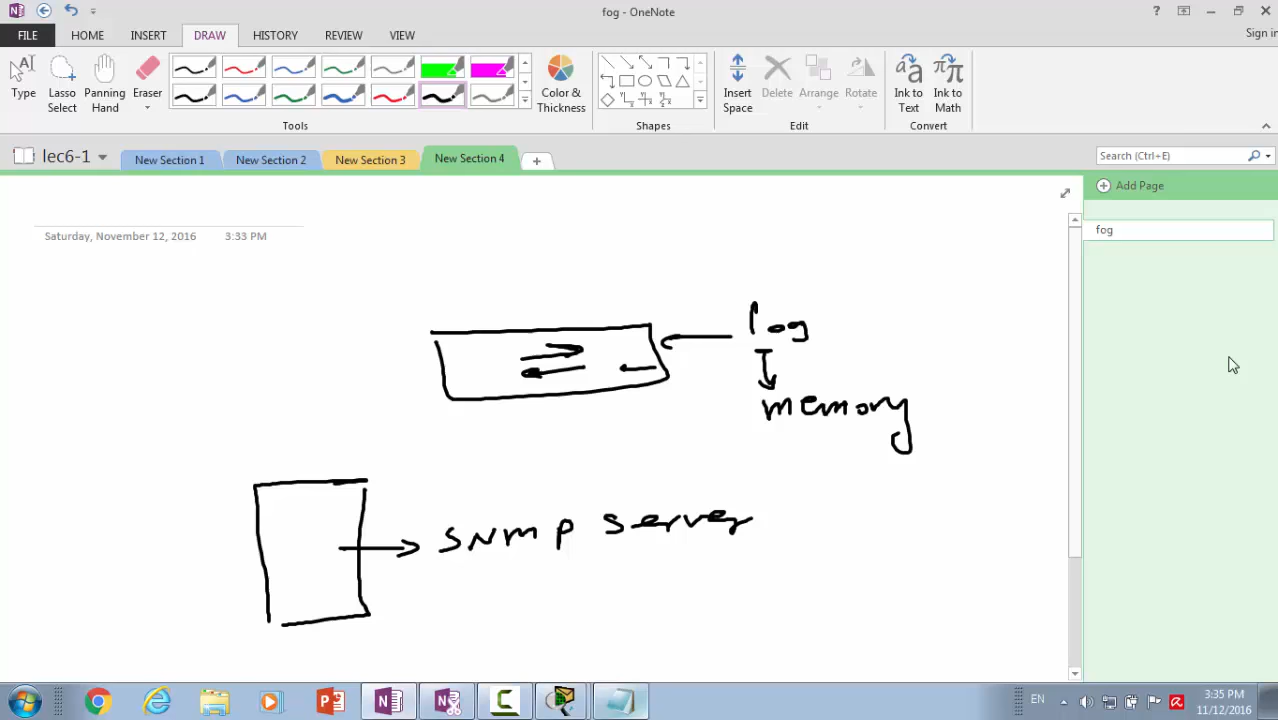 fog - OneNote
? Sign in
FILE HOME INSERT DRAW HISTORY REVIEW VIEW
Type Lasso Select Panning Hand Eraser
Color & Thickness
Insert Space Delete Arrange Rotate
Ink to Text Ink to Math
Tools Shapes Edit Convert
lec6-1 New Section 1 New Section 2 New Section 3 New Section 4 +
Search (Ctrl+E)
Add Page
fog
Saturday, November 12, 2016 3:33 PM
log
memory
SNMP Server
EN 3:35 PM
11/12/2016